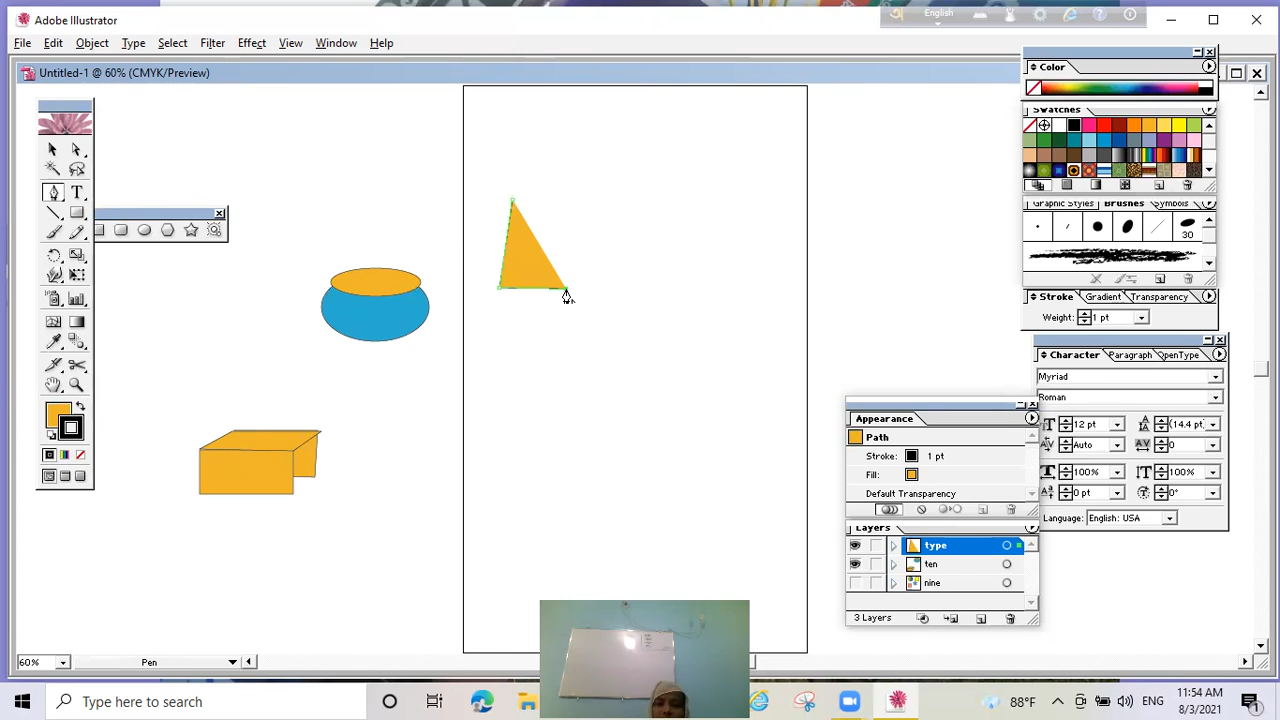 Adobe Illustrator
English
File Edit Object Type Select Filter Effect View Window Help
Untitled-1 @ 60% (CMYK/Preview)
Color
Swatches
Graphic Styles Brushes Symbols
30
Stroke Gradient Transparency
Weight: 1 pt
Character Paragraph OpenType
Myriad
Roman
12 pt (14.4 pt
Auto 0
100% 100%
0 pt 0°
Language: English: USA
Appearance
Path
Stroke: 1 pt
Fill:
Default Transparency
Layers
type
ten
nine
3 Layers
60% Pen
Type here to search
88°F ENG
11:54 AM
8/3/2021
1